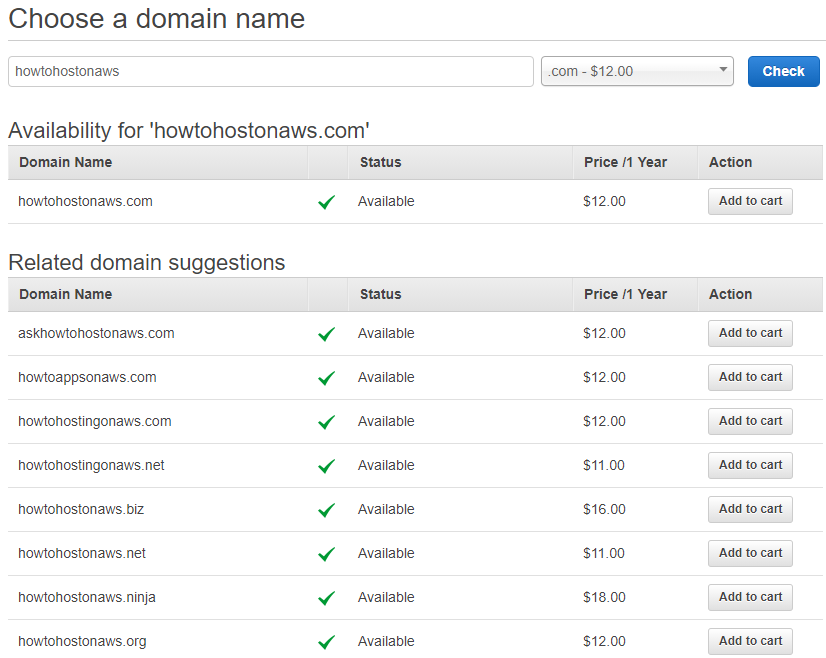 Choose a domain name
howtohostonaws .com - $12.00 Check
Availability for 'howtohostonaws.com'
Domain Name Status Price /1 Year Action
howtohostonaws.com Available $12.00 Add to cart
Related domain suggestions
Domain Name Status Price /1 Year Action
askhowtohostonaws.com Available $12.00 Add to cart
howtoappsonaws.com Available $12.00 Add to cart
howtohostingonaws.com Available $12.00 Add to cart
howtohostingonaws.net Available $11.00 Add to cart
howtohostonaws.biz Available $16.00 Add to cart
howtohostonaws.net Available $11.00 Add to cart
howtohostonaws.ninja Available $18.00 Add to cart
howtohostonaws.org Available $12.00 Add to cart